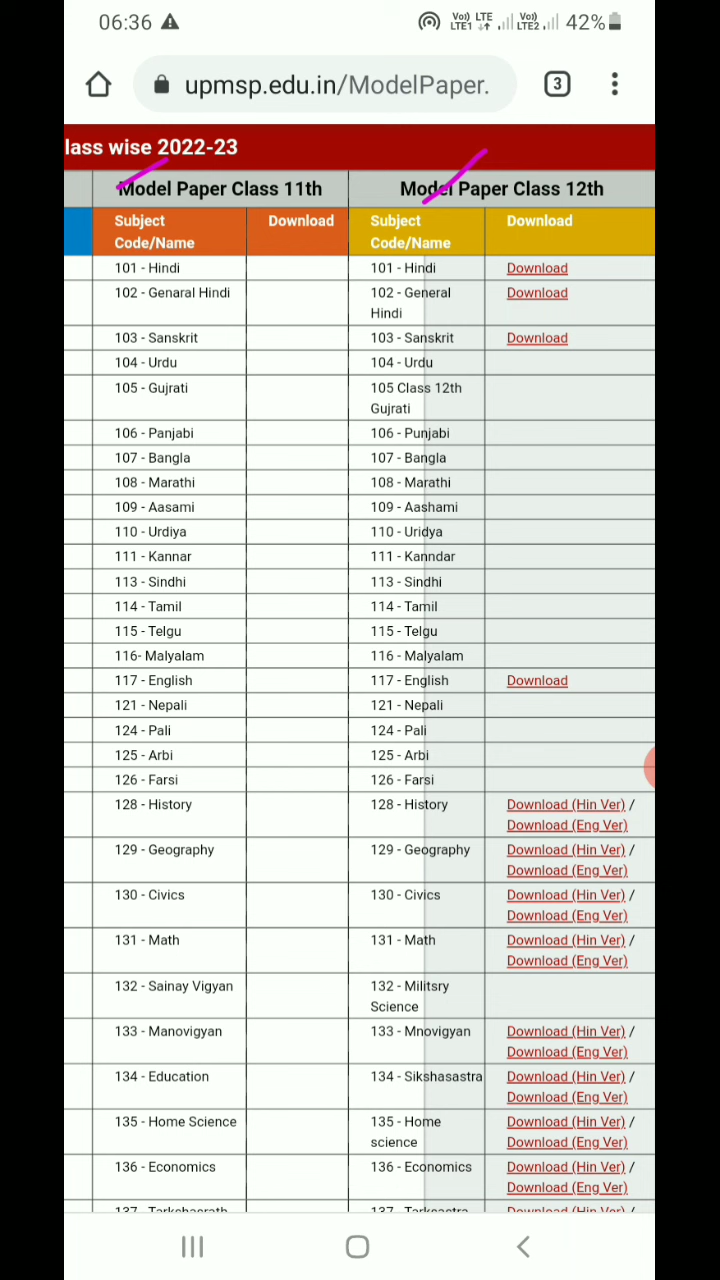 06:36 Vo) LTE Vo) LTE1 LTE2 42%
upmsp.edu.in/ModelPaper. 3
lass wise 2022-23
Model Paper Class 11th Model Paper Class 12th
Subject Download Subject Download
Code/Name Code/Name
101 - Hindi 101 - Hindi Download
102 - Genaral Hindi 102 - General Download
Hindi
103 - Sanskrit 103 - Sanskrit Download
104 - Urdu 104 - Urdu
105 - Gujrati 105 Class 12th
Gujrati
106 - Panjabi 106 - Punjabi
107 - Bangla 107 - Bangla
108 - Marathi 108 - Marathi
109 - Aasami 109 - Aashami
110 - Urdiya 110 - Uridya
111 - Kannar 111 - Kanndar
113 - Sindhi 113 - Sindhi
114 - Tamil 114 - Tamil
115 - Telgu 115 - Telgu
116- Malyalam 116 - Malyalam
117 - English 117 - English Download
121 - Nepali 121 - Nepali
124 - Pali 124 - Pali
125 - Arbi 125 - Arbi
126 - Farsi 126 - Farsi
128 - History 128 - History Download (Hin Ver) /
Download (Eng Ver)
129 - Geography 129 - Geography Download (Hin Ver) /
Download (Eng Ver)
130 - Civics 130 - Civics Download (Hin Ver) /
Download (Eng Ver)
131 - Math 131 - Math Download (Hin Ver) /
Download (Eng Ver)
132 - Sainay Vigyan 132 - Militsry
Science
133 - Manovigyan 133 - Mnovigyan Download (Hin Ver) /
Download (Eng Ver)
134 - Education 134 - Sikshasastra Download (Hin Ver) /
Download (Eng Ver)
135 - Home Science 135 - Home Download (Hin Ver) /
science Download (Eng Ver)
136 - Economics 136 - Economics Download (Hin Ver) /
Download (Eng Ver)
137 - Download (Hin Ver) /